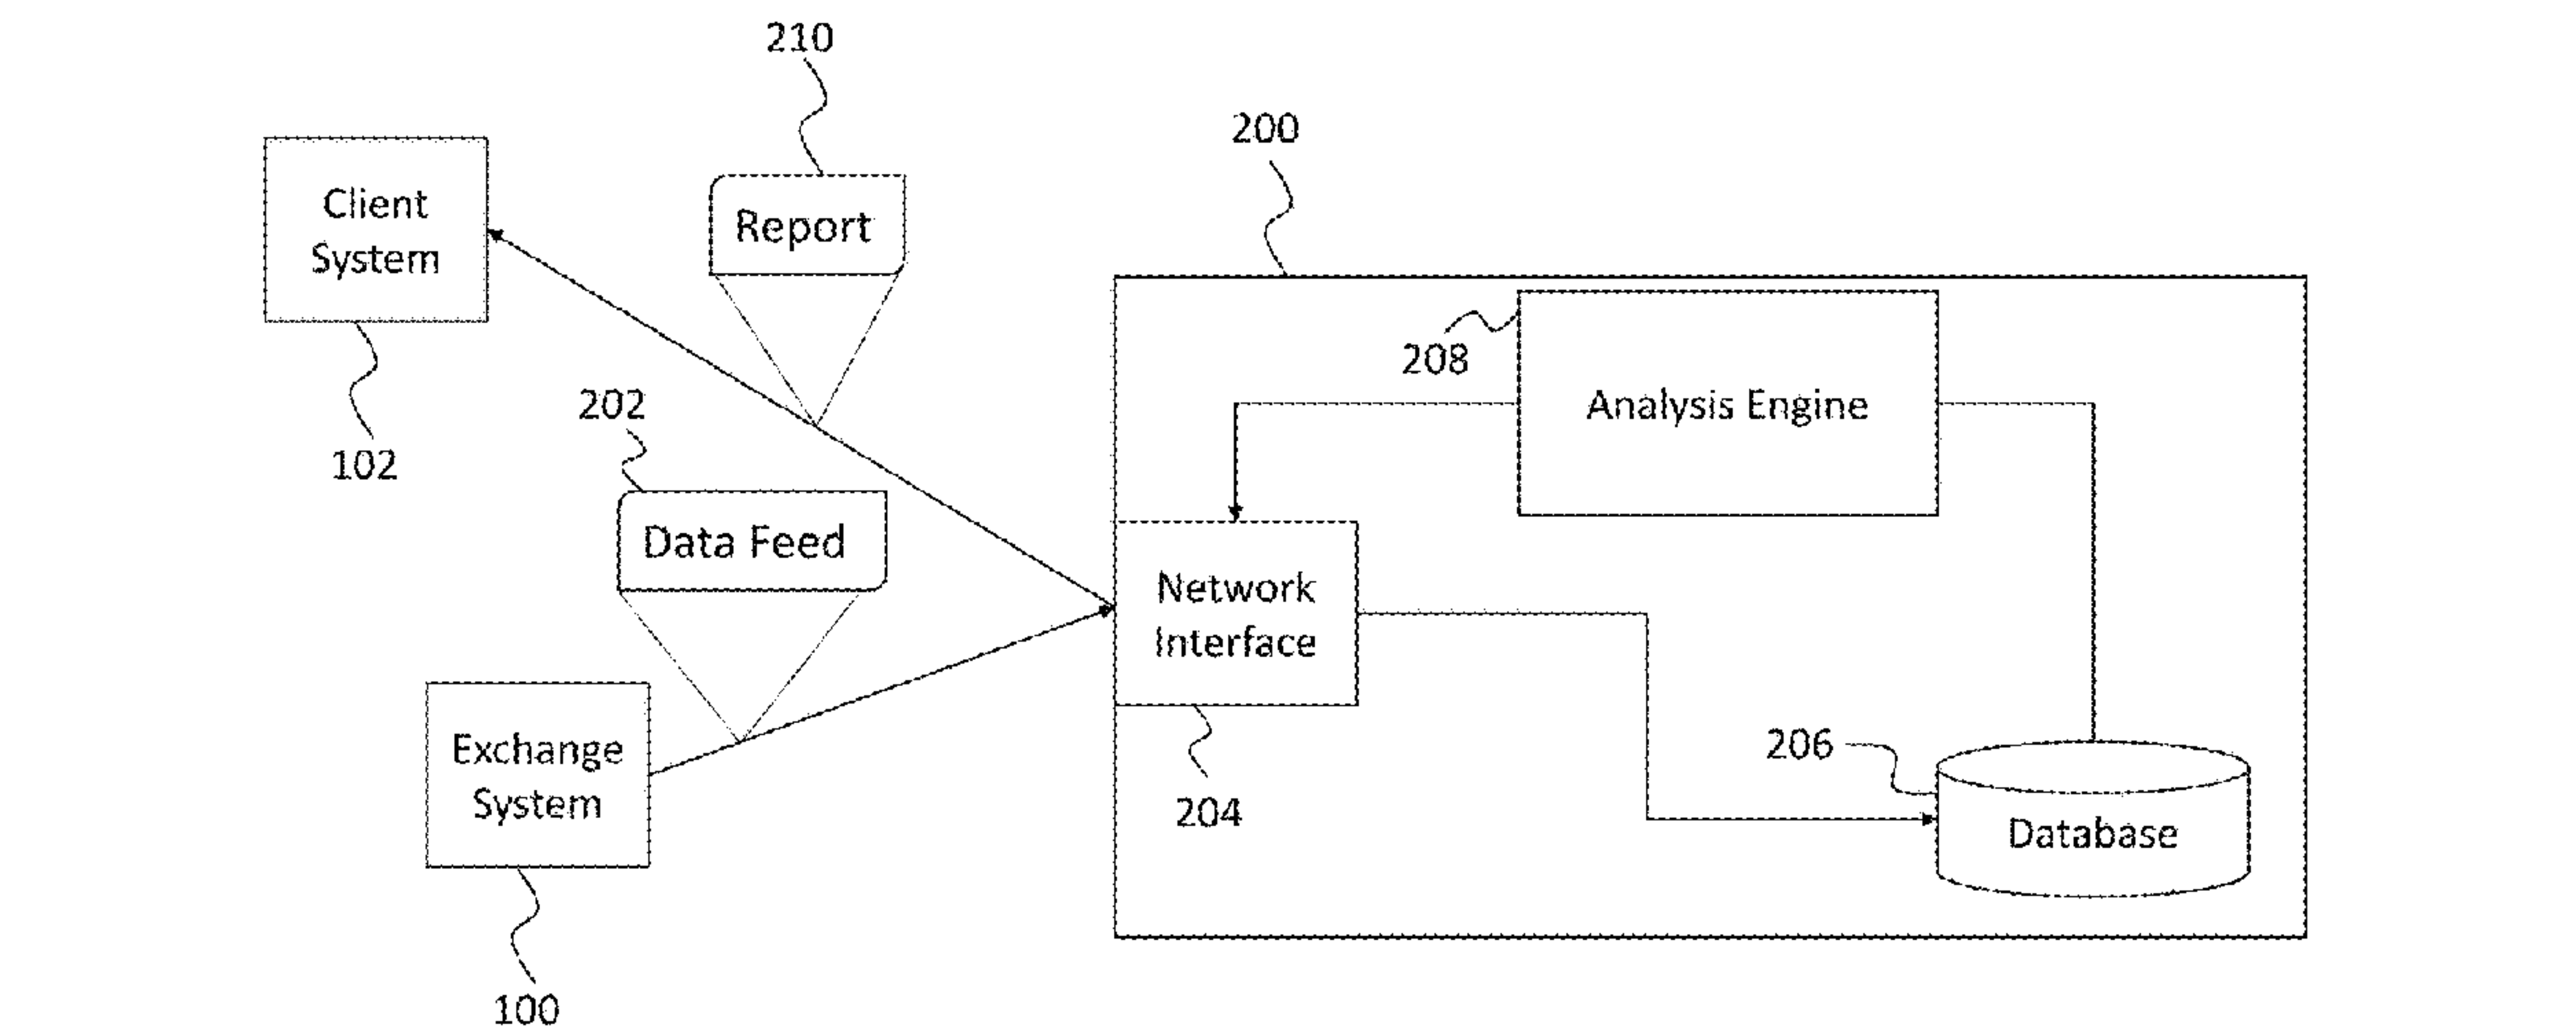 210
200
Client
System
Report
208
Analysis Engine
202
102
Data Feed
Network
Interface
Exchange
System
206
204
Database
100